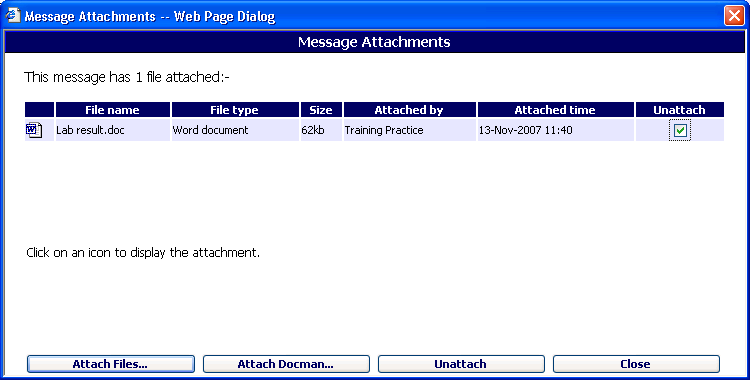 Message Attachments -- Web Page Dialog
Message Attachments
This message has 1 file attached:-
File name File type Size Attached by Attached time Unattach
Lab result.doc Word document 62kb Training Practice 13-Nov-2007 11:40
Click on an icon to display the attachment.
Attach Files... Attach Docman... Unattach Close